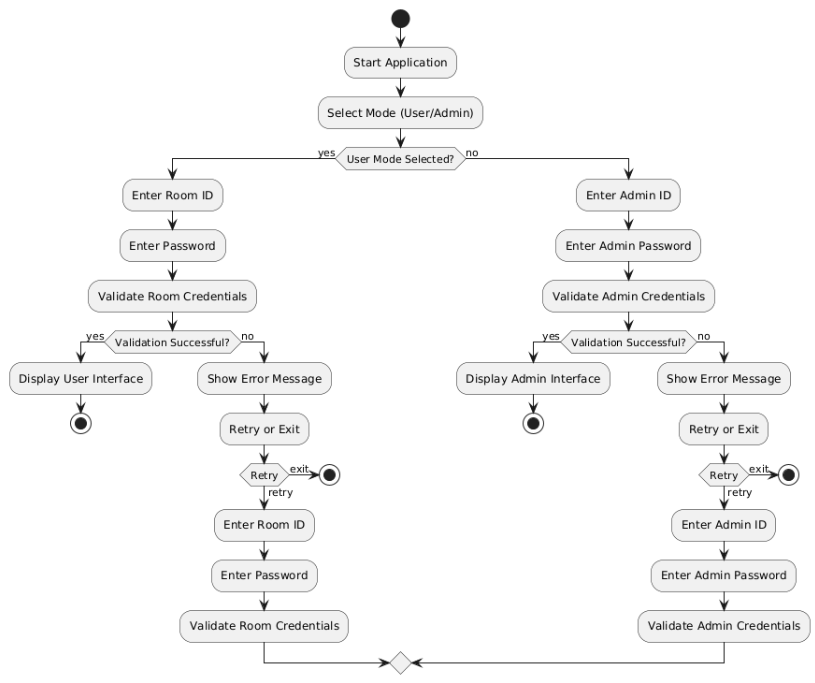 Start Application
Select Mode (User/Admin)
yes
User Mode Selected?
no
Enter Room ID
Enter Password
Validate Room Credentials
yes
Validation Successful?
no
Display User Interface
Show Error Message
Retry or Exit
Retry
exit
retry
Enter Room ID
Enter Password
Validate Room Credentials
Enter Admin ID
Enter Admin Password
Validate Admin Credentials
yes
Validation Successful?
no
Display Admin Interface
Show Error Message
Retry or Exit
Retry
exit
retry
Enter Admin ID
Enter Admin Password
Validate Admin Credentials